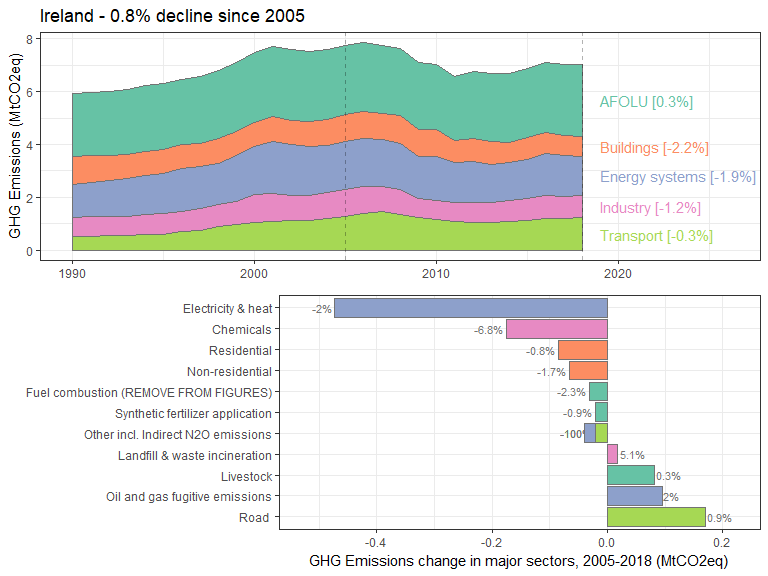 Ireland - 0.8% decline since 2005
GHG Emissions (MtCO2eq)
8
6
4
2
0
AFOLU [0.3%]
Buildings [-2.2%]
Energy systems [-1.9%]
Industry [-1.2%]
Transport [-0.3%]
1990
2000
2010
2020
Electricity & heat
-2%
Chemicals
-6.8%
Residential
-0.8%
Non-residential
-1.7%
Fuel combustion (REMOVE FROM FIGURES)
-2.3%
Synthetic fertilizer application
-0.9%
Other incl. Indirect N2O emissions
Landfill & waste incineration
5.1%
Livestock
0.3%
Oil and gas fugitive emissions
2%
Road
0.9%
-0.4
-0.2
0.0
0.2
GHG Emissions change in major sectors, 2005-2018 (MtCO2eq)